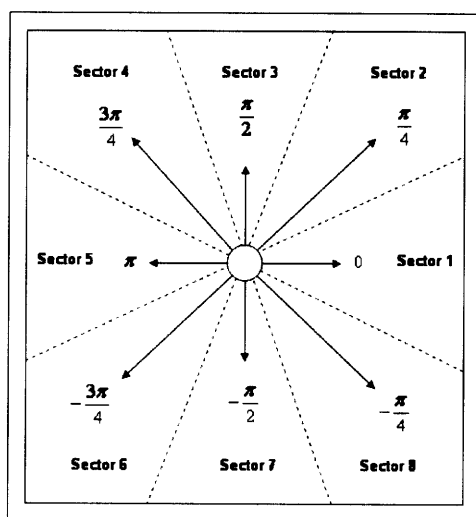 Sector 4 Sector 3 Sector 2
3π/4 π/2 π/4
Sector 5 π 0 Sector 1
-3π/4 -π/2 -π/4
Sector 6 Sector 7 Sector 8